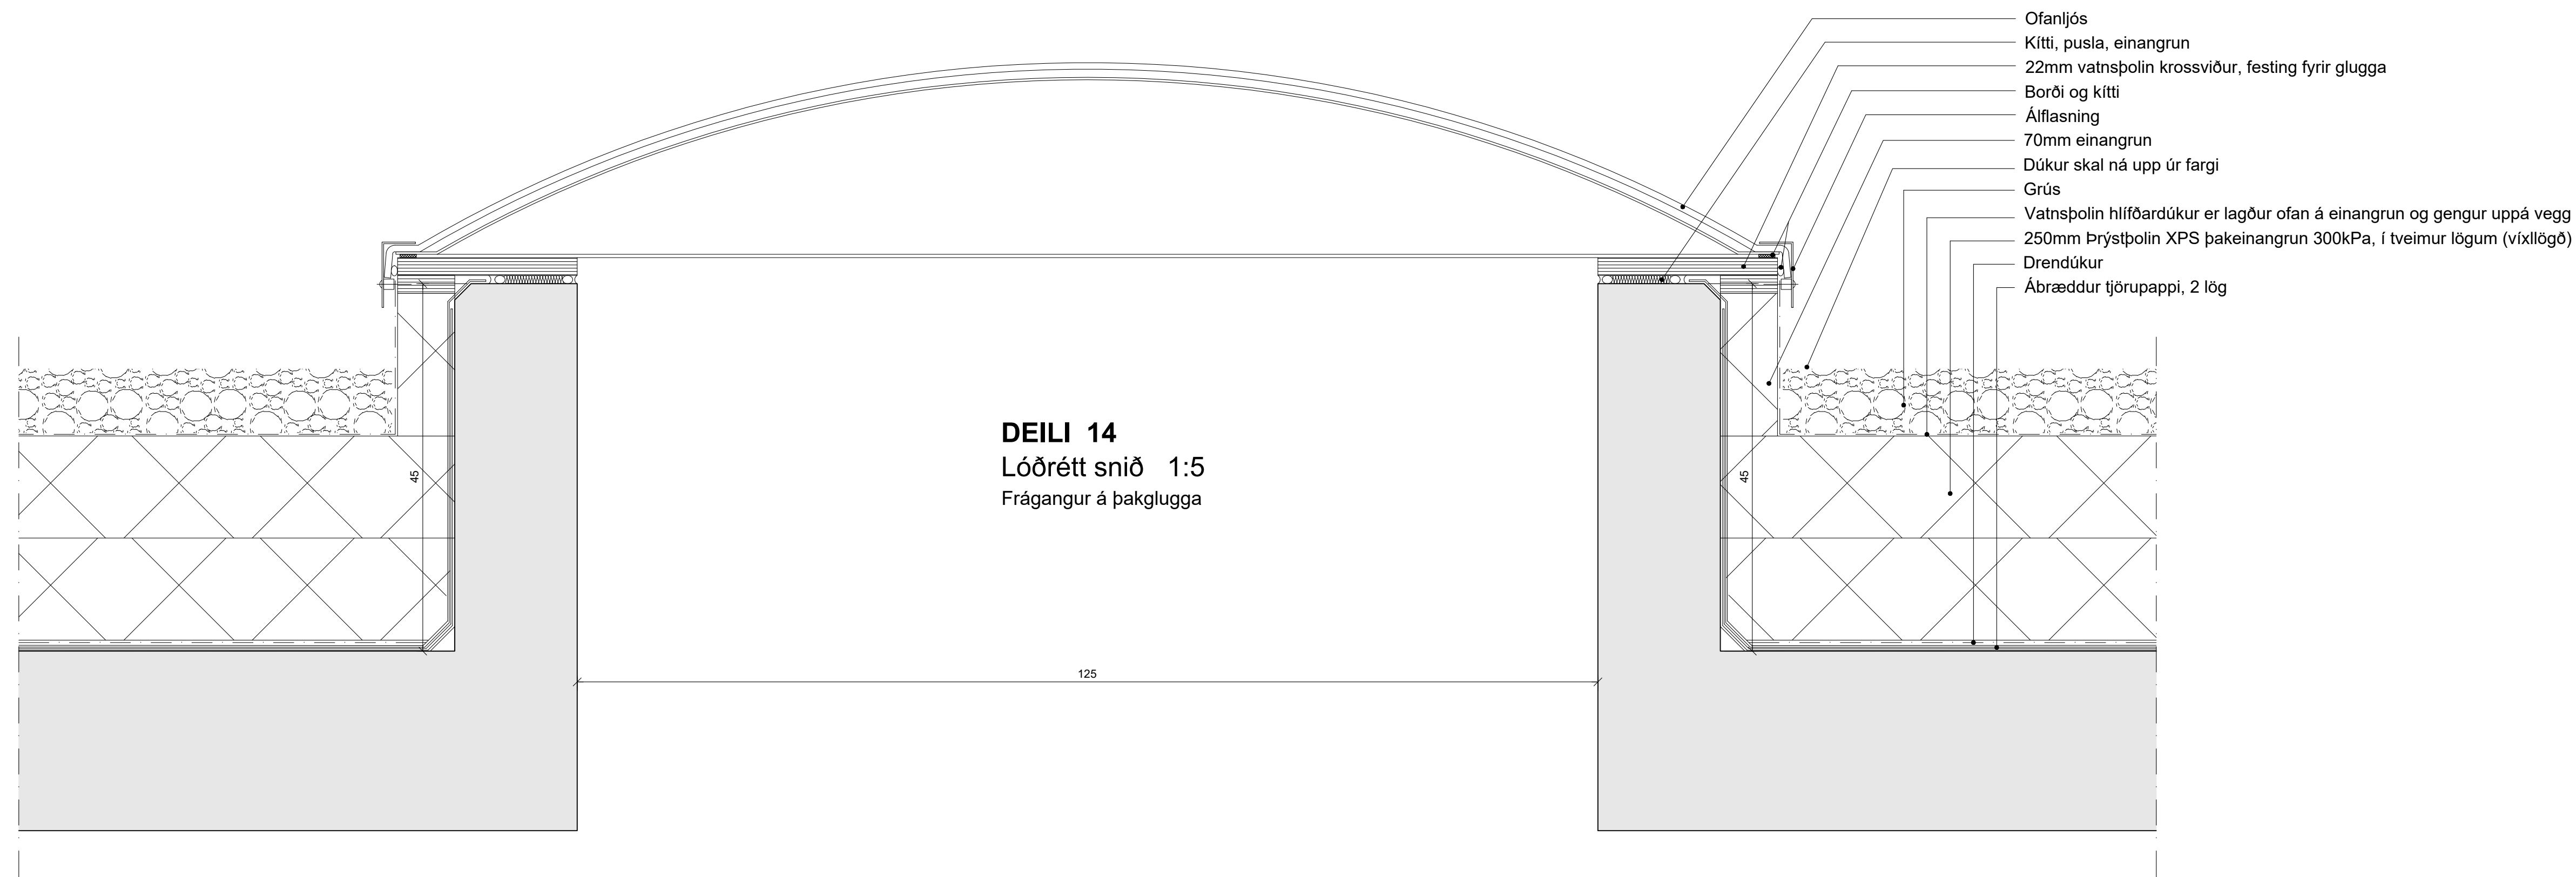 Ofanljós
Kítti, pusla, einangrun
22mm vatnsþolin krossviður, festing fyrir glugga
Borði og kítti
Álflasning
70mm einangrun
Dúkur skal ná upp úr fargi
Grús
Vatnsþolin hlífðardúkur er lagður ofan á einangrun og gengur uppá vegg
250mm Þrýstþolin XPS þakeinangrun 300kPa, í tveimur lögum (víxllögð)
Drendúkur
Ábræddur tjörupappi, 2 lög
DEILI 14
Lóðrétt snið 1:5
Frágangur á þakglugga
45
45
125